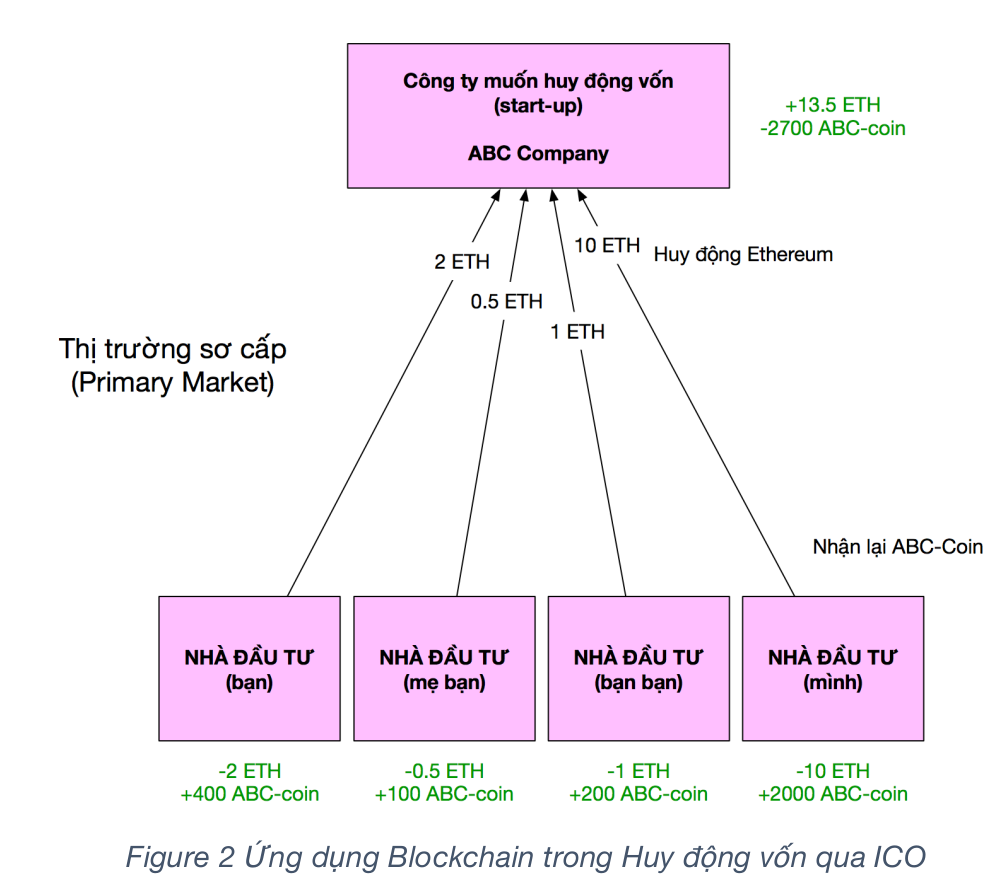 Công ty muốn huy động vốn
(start-up)
ABC Company
+13.5 ETH
-2700 ABC-coin
2 ETH
0.5 ETH
1 ETH
10 ETH
Huy động Ethereum
Thị trường sơ cấp
(Primary Market)
Nhận lại ABC-Coin
NHÀ ĐẦU TƯ
(bạn)
NHÀ ĐẦU TƯ
(mẹ bạn)
NHÀ ĐẦU TƯ
(bạn bạn)
NHÀ ĐẦU TƯ
(mình)
-2 ETH
+400 ABC-coin
-0.5 ETH
+100 ABC-coin
-1 ETH
+200 ABC-coin
-10 ETH
+2000 ABC-coin
Figure 2 Ứng dụng Blockchain trong Huy động vốn qua ICO